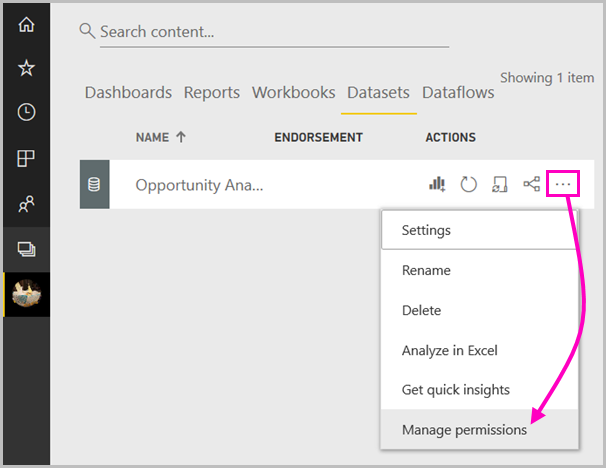 Search content...
Showing 1 item
Dashboards Reports Workbooks Datasets Dataflows
NAME ↑ ENDORSEMENT ACTIONS
Opportunity Ana...
Settings
Rename
Delete
Analyze in Excel
Get quick insights
Manage permissions